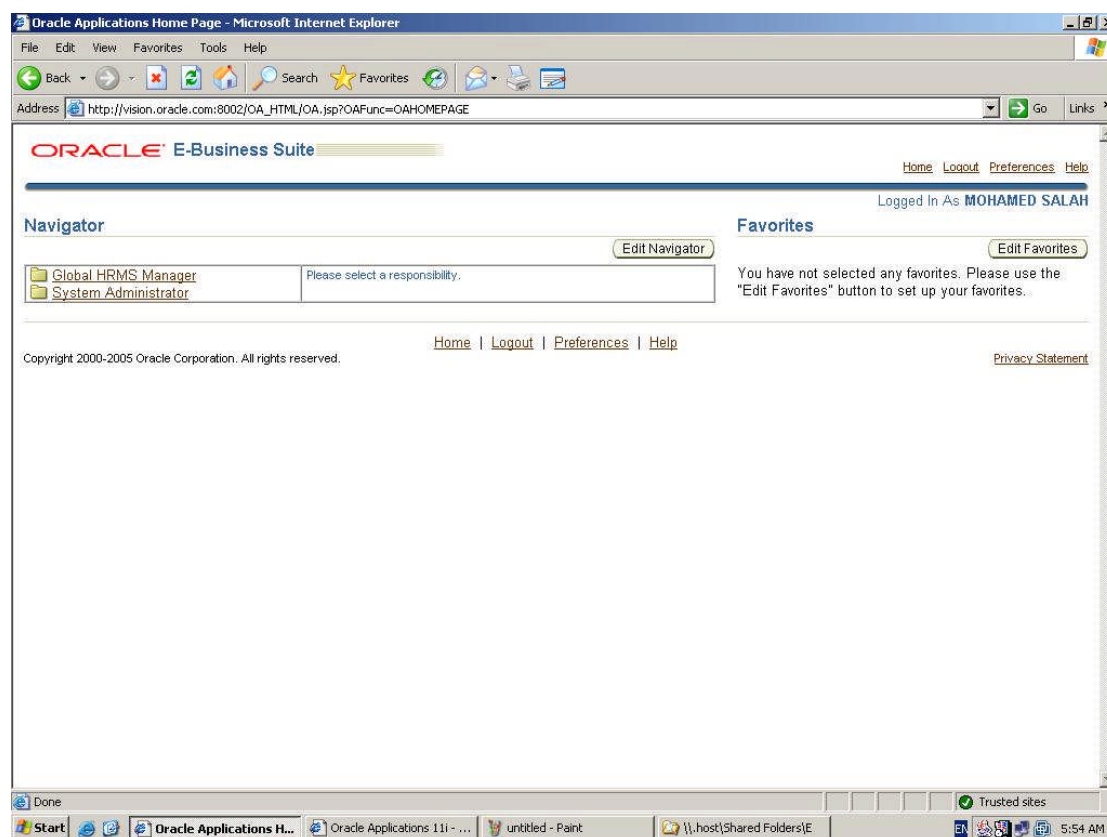 Oracle Applications Home Page - Microsoft Internet Explorer
File Edit View Favorites Tools Help
Back Search Favorites
Address http://vision.oracle.com:8002/OA_HTML/OA.jsp?OAFunc=OAHOMEPAGE Go Links
ORACLE E-Business Suite
Home Logout Preferences Help
Logged In As MOHAMED SALAH
Navigator
Edit Navigator
Global HRMS Manager
System Administrator
Please select a responsibility.
Favorites
Edit Favorites
You have not selected any favorites. Please use the
"Edit Favorites" button to set up your favorites.
Home | Logout | Preferences | Help
Copyright 2000-2005 Oracle Corporation. All rights reserved.
Privacy Statement
Done Trusted sites
Start Oracle Applications H... Oracle Applications 11i - ... untitled - Paint \\.host\Shared Folders\E EN 5:54 AM